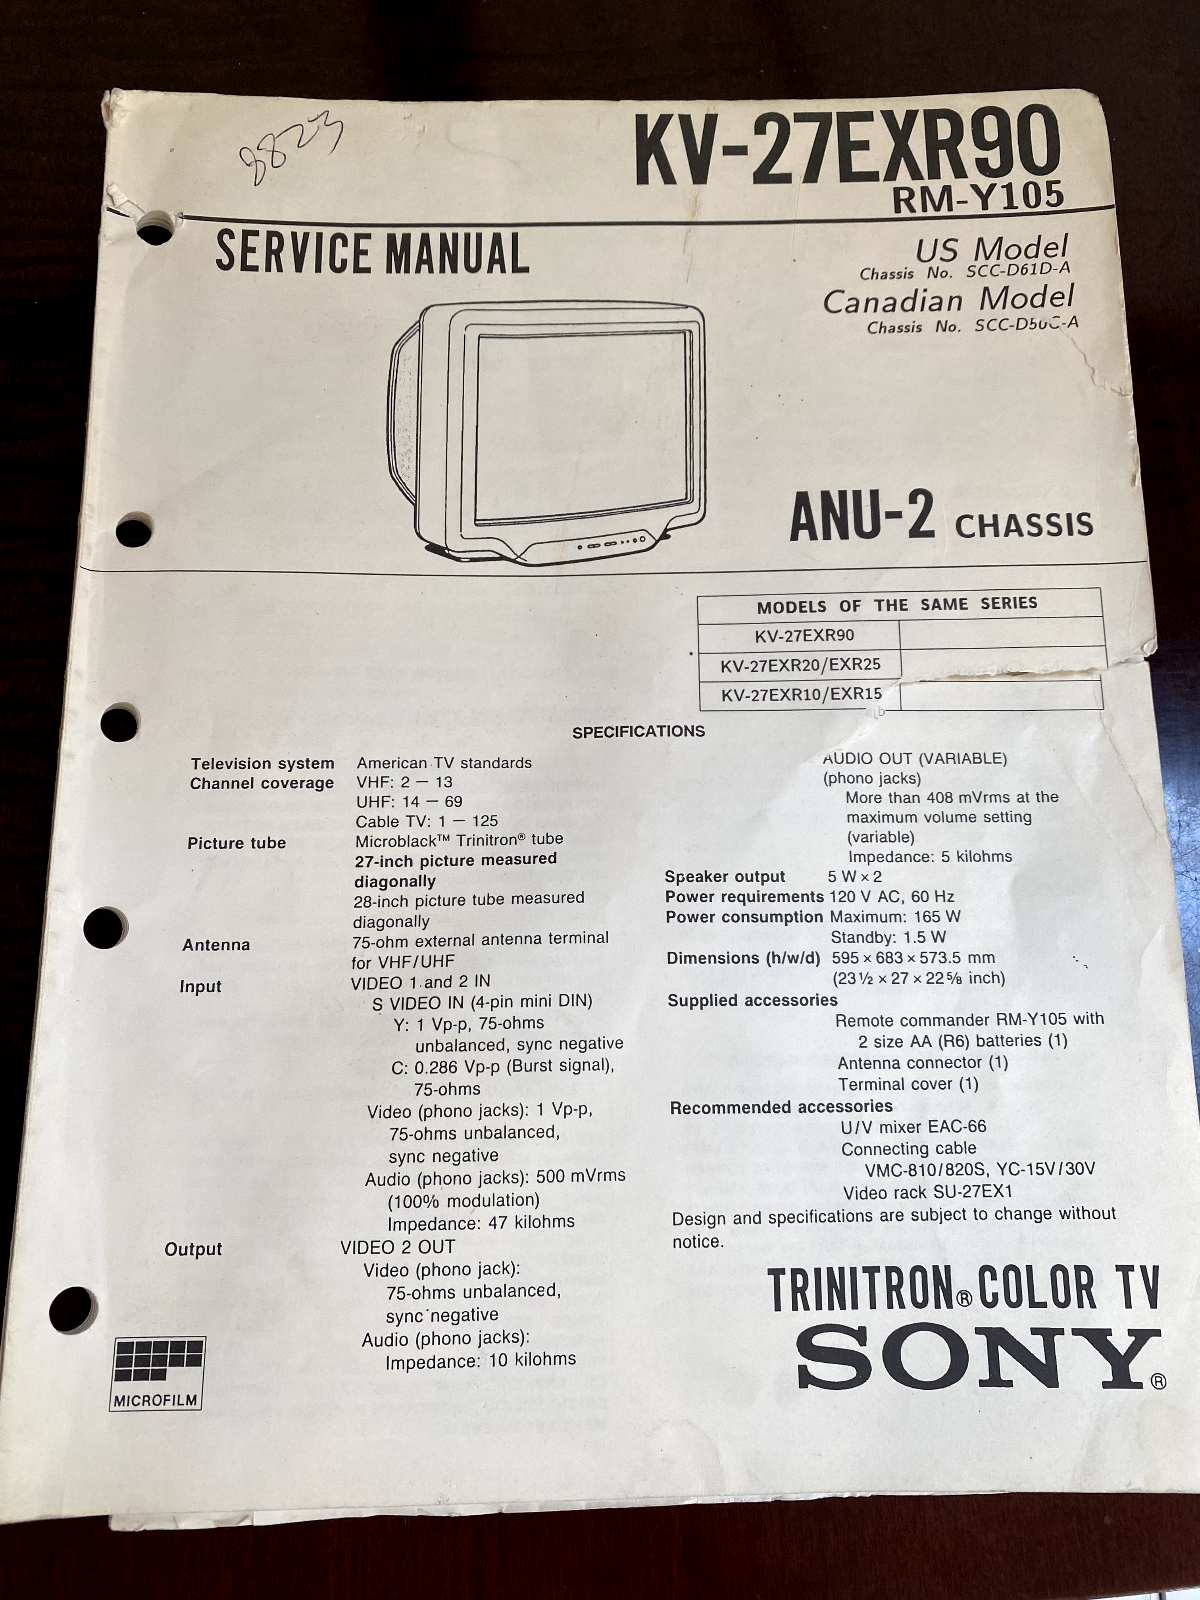 8823
KV-27EXR90
RM-Y105
SERVICE MANUAL
US Model
Chassis No. SCC-D61D-A
Canadian Model
Chassis No.
ANU-2 CHASSIS
MODELS OF THE SAME SERIES
KV-27EXR90
KV-27EXR20/EXR25
KV-27EXR10/EXR15
SPECIFICATIONS
Television system American TV standards
Channel coverage VHF: 2 – 13
UHF: 14 – 69
Cable TV: 1 – 125
Picture tube Microblack™ Trinitron® tube
27-inch picture measured
diagonally
28-inch picture tube measured
diagonally
Antenna 75-ohm external antenna terminal
for VHF/UHF
Input VIDEO 1 and 2 IN
S VIDEO IN (4-pin mini DIN)
Y: 1 Vp-p, 75-ohms
unbalanced, sync negative
C: 0.286 Vp-p (Burst signal),
75-ohms
Video (phono jacks): 1 Vp-p,
75-ohms unbalanced,
sync negative
Audio (phono jacks): 500 mVrms
(100% modulation)
Impedance: 47 kilohms
Output VIDEO 2 OUT
Video (phono jack):
75-ohms unbalanced,
sync negative
Audio (phono jacks):
Impedance: 10 kilohms
AUDIO OUT (VARIABLE)
(phono jacks)
More than 408 mVrms at the
maximum volume setting
(variable)
Impedance: 5 kilohms
Speaker output 5 W × 2
Power requirements 120 V AC, 60 Hz
Power consumption Maximum: 165 W
Standby: 1.5 W
Dimensions (h/w/d) 595 × 683 × 573.5 mm
(23 1/2 × 27 × 22 5/8 inch)
Supplied accessories
Remote commander RM-Y105 with
2 size AA (R6) batteries (1)
Antenna connector (1)
Terminal cover (1)
Recommended accessories
U/V mixer EAC-66
Connecting cable
VMC-810/820S, YC-15V/30V
Video rack SU-27EX1
Design and specifications are subject to change without
notice.
TRINITRON® COLOR TV
SONY®
MICROFILM